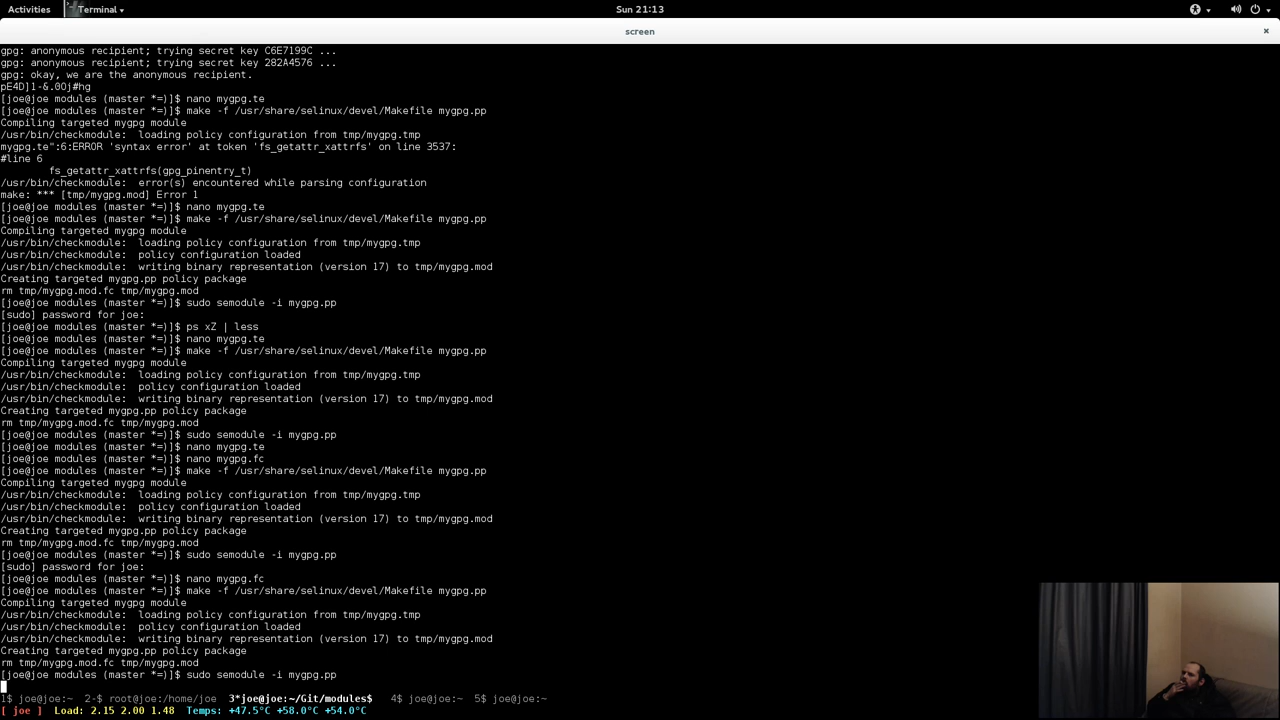 Activities Terminal Sun 21:13
screen ×
gpg: anonymous recipient; trying secret key C6E7199C ...
gpg: anonymous recipient; trying secret key 282A4576 ...
gpg: okay, we are the anonymous recipient.
pE4D]1-&.0Oj#hg
[joe@joe modules (master *=)]$ nano mygpg.te
[joe@joe modules (master *=)]$ make -f /usr/share/selinux/devel/Makefile mygpg.pp
Compiling targeted mygpg module
/usr/bin/checkmodule:  loading policy configuration from tmp/mygpg.tmp
mygpg.te":6:ERROR 'syntax error' at token 'fs_getattr_xattrfs' on line 3537:
#line 6
        fs_getattr_xattrfs(gpg_pinentry_t)
/usr/bin/checkmodule:  error(s) encountered while parsing configuration
make: *** [tmp/mygpg.mod] Error 1
[joe@joe modules (master *=)]$ nano mygpg.te
[joe@joe modules (master *=)]$ make -f /usr/share/selinux/devel/Makefile mygpg.pp
Compiling targeted mygpg module
/usr/bin/checkmodule:  loading policy configuration from tmp/mygpg.tmp
/usr/bin/checkmodule:  policy configuration loaded
/usr/bin/checkmodule:  writing binary representation (version 17) to tmp/mygpg.mod
Creating targeted mygpg.pp policy package
rm tmp/mygpg.mod.fc tmp/mygpg.mod
[joe@joe modules (master *=)]$ sudo semodule -i mygpg.pp
[sudo] password for joe:
[joe@joe modules (master *=)]$ ps xZ | less
[joe@joe modules (master *=)]$ nano mygpg.te
[joe@joe modules (master *=)]$ make -f /usr/share/selinux/devel/Makefile mygpg.pp
Compiling targeted mygpg module
/usr/bin/checkmodule:  loading policy configuration from tmp/mygpg.tmp
/usr/bin/checkmodule:  policy configuration loaded
/usr/bin/checkmodule:  writing binary representation (version 17) to tmp/mygpg.mod
Creating targeted mygpg.pp policy package
rm tmp/mygpg.mod.fc tmp/mygpg.mod
[joe@joe modules (master *=)]$ sudo semodule -i mygpg.pp
[joe@joe modules (master *=)]$ nano mygpg.te
[joe@joe modules (master *=)]$ nano mygpg.fc
[joe@joe modules (master *=)]$ make -f /usr/share/selinux/devel/Makefile mygpg.pp
Compiling targeted mygpg module
/usr/bin/checkmodule:  loading policy configuration from tmp/mygpg.tmp
/usr/bin/checkmodule:  policy configuration loaded
/usr/bin/checkmodule:  writing binary representation (version 17) to tmp/mygpg.mod
Creating targeted mygpg.pp policy package
rm tmp/mygpg.mod.fc tmp/mygpg.mod
[joe@joe modules (master *=)]$ sudo semodule -i mygpg.pp
[sudo] password for joe:
[joe@joe modules (master *=)]$ nano mygpg.fc
[joe@joe modules (master *=)]$ make -f /usr/share/selinux/devel/Makefile mygpg.pp
Compiling targeted mygpg module
/usr/bin/checkmodule:  loading policy configuration from tmp/mygpg.tmp
/usr/bin/checkmodule:  policy configuration loaded
/usr/bin/checkmodule:  writing binary representation (version 17) to tmp/mygpg.mod
Creating targeted mygpg.pp policy package
rm tmp/mygpg.mod.fc tmp/mygpg.mod
[joe@joe modules (master *=)]$ sudo semodule -i mygpg.pp
1$ joe@joe:~  2-$ root@joe:/home/joe  3*joe@joe:~/Git/modules$   4$ joe@joe:~  5$ joe@joe:~
[ joe ]  Load: 2.15 2.00 1.48  Temps: +47.5°C +58.0°C +54.0°C